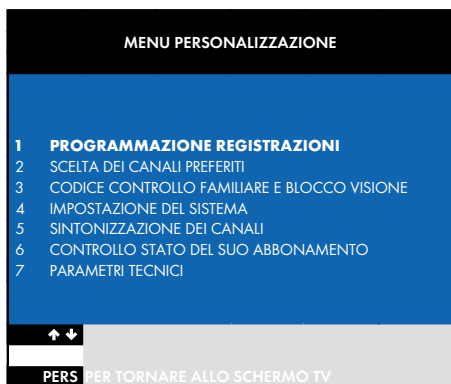 MENU PERSONALIZZAZIONE
1 PROGRAMMAZIONE REGISTRAZIONI
2 SCELTA DEI CANALI PREFERITI
3 CODICE CONTROLLO FAMILIARE E BLOCCO VISIONE
4 IMPOSTAZIONE DEL SISTEMA
5 SINTONIZZAZIONE DEI CANALI
6 CONTROLLO STATO DEL SUO ABBONAMENTO
7 PARAMETRI TECNICI
PERS PER TORNARE ALLO SCHERMO TV